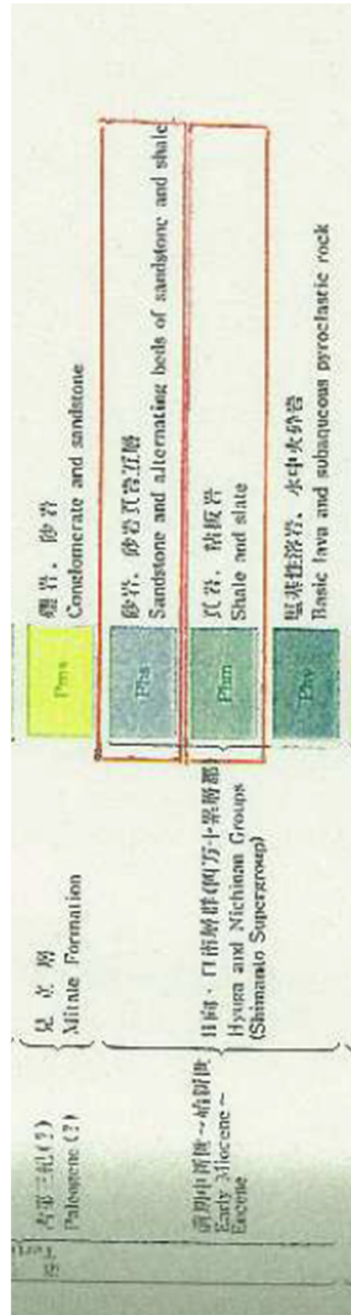 古第三紀(?)
Paleogene (?)
見立層
Mitate Formation
Pms
礫岩, 砂岩
Conglomerate and sandstone
前期中新世~始新世
Early Miocene~
Eocene
日向・日南層群(四万十累層群)
Hyuga and Nichinan Groups
(Shimanto Supergroup)
Phs
砂岩, 砂岩頁岩互層
Sandstone and alternating beds of sandstone and shale
Phm
頁岩, 粘板岩
Shale and slate
Phv
塩基性溶岩, 水中火砕岩
Basic lava and subaqueous pyroclastic rock